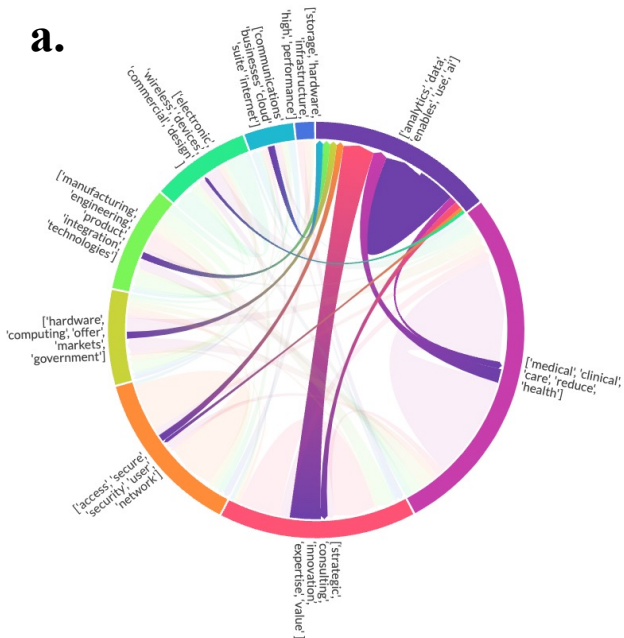 a.
['storage', 'hardware',
'infrastructure',
'high', 'performance']
['communications'
'businesses', 'cloud',
'suite', 'internet']
['electronic',
'wireless', 'devices',
'commercial', 'design'
]
['manufacturing,
'engineering',
'product',
'integration',
'technologies']
['hardware',
'computing', 'offer',
'markets',
'government']
['access', 'secure',
'security', 'user',
'network']
['strategic',
'consulting',
'innovation',
'expertise', 'value' ]
['medical', 'clinical',
'care', 'reduce',
'health']
['analytics', 'data',
'enables', 'use', 'ai']